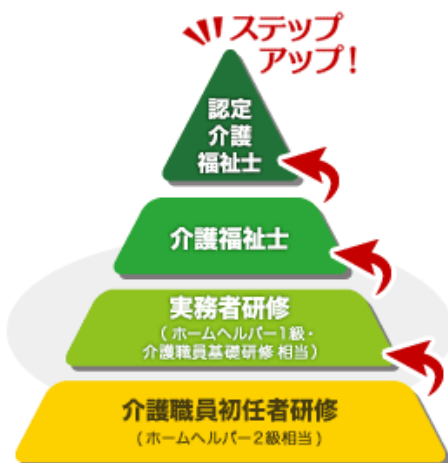 ステップ
アップ!
認定
介護
福祉士
介護福祉士
実務者研修
(ホームヘルパー1級・
介護職員基礎研修 相当)
介護職員初任者研修
(ホームヘルパー2級相当)